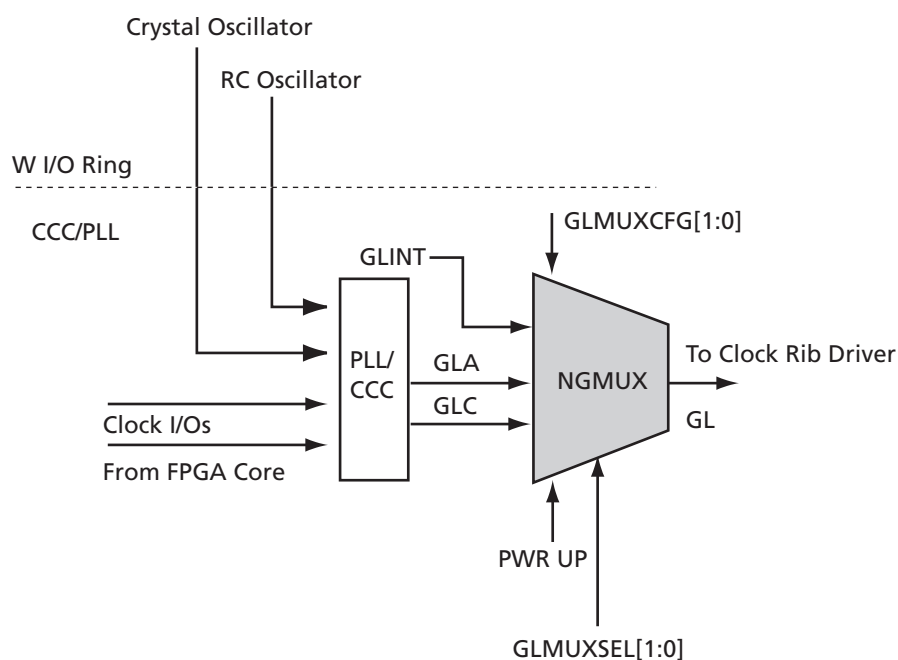 Crystal Oscillator
RC Oscillator
W I/O Ring
CCC/PLL
GLMUXCFG[1:0]
GLINT
PLL/
CCC
GLA
GLC
NGMUX
To Clock Rib Driver
GL
Clock I/Os
From FPGA Core
PWR UP
GLMUXSEL[1:0]